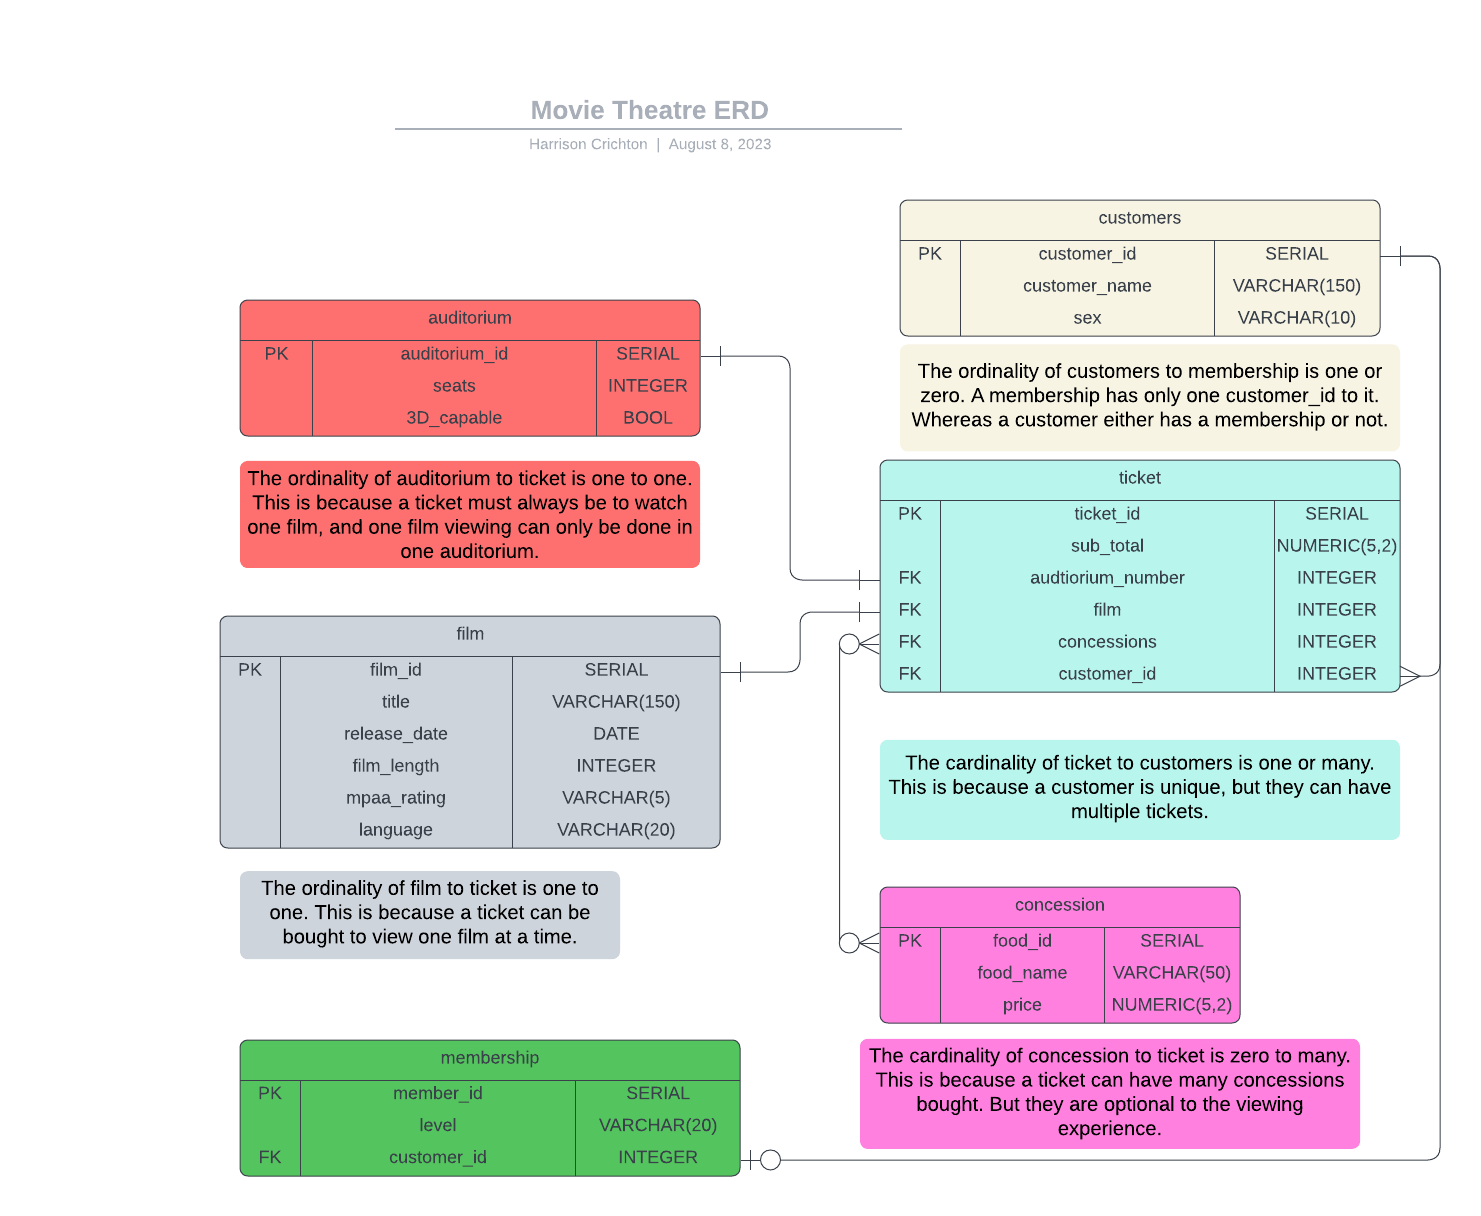 Movie Theatre ERD
Harrison Crichton | August 8, 2023
customers
PK customer_id SERIAL
customer_name VARCHAR(150)
sex VARCHAR(10)
The ordinality of customers to membership is one or
zero. A membership has only one customer_id to it.
Whereas a customer either has a membership or not.
auditorium
PK auditorium_id SERIAL
seats INTEGER
3D_capable BOOL
The ordinality of auditorium to ticket is one to one.
This is because a ticket must always be to watch
one film, and one film viewing can only be done in
one auditorium.
ticket
PK ticket_id SERIAL
sub_total NUMERIC(5,2)
FK audtiorium_number INTEGER
FK film INTEGER
FK concessions INTEGER
FK customer_id INTEGER
The cardinality of ticket to customers is one or many.
This is because a customer is unique, but they can have
multiple tickets.
film
PK film_id SERIAL
title VARCHAR(150)
release_date DATE
film_length INTEGER
mpaa_rating VARCHAR(5)
language VARCHAR(20)
The ordinality of film to ticket is one to
one. This is because a ticket can be
bought to view one film at a time.
concession
PK food_id SERIAL
food_name VARCHAR(50)
price NUMERIC(5,2)
The cardinality of concession to ticket is zero to many.
This is because a ticket can have many concessions
bought. But they are optional to the viewing
experience.
membership
PK member_id SERIAL
level VARCHAR(20)
FK customer_id INTEGER